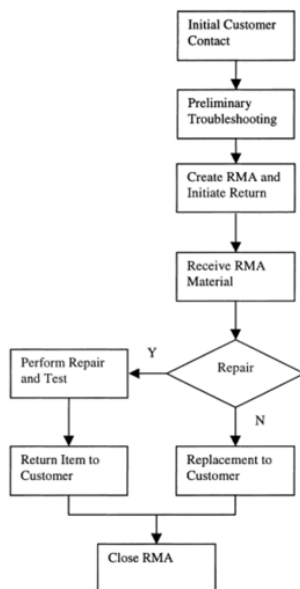 Initial Customer
Contact
Preliminary
Troubleshooting
Create RMA and
Initiate Return
Receive RMA
Material
Y
Perform Repair
and Test
Repair
N
Return Item to
Customer
Replacement to
Customer
Close RMA